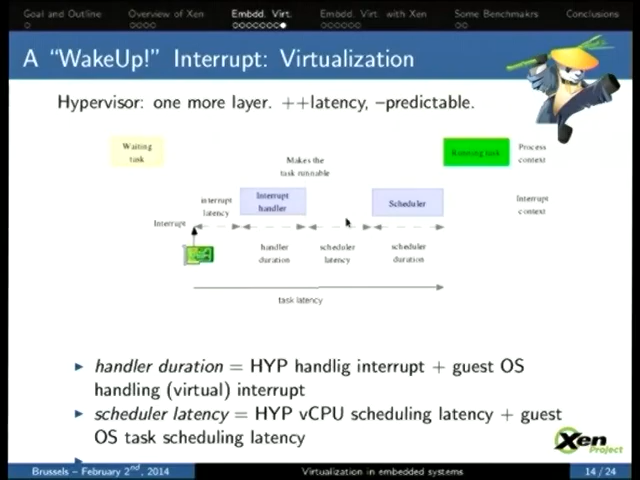 Goal and Outline Overview of Xen Embdd. Virt. Embdd. Virt. with Xen Some Benchmakrs Conclusions
A “WakeUp!” Interrupt: Virtualization
Hypervisor: one more layer. ++latency, –predictable.
Waiting
task
Running task
Process
context
Makes the
task runnable
interrupt
latency
Interrupt
handler
Scheduler
Interrupt
context
Interrupt
handler
duration
scheduler
latency
scheduler
duration
task latency
▶ handler duration = HYP handlig interrupt + guest OS
handling (virtual) interrupt
▶ scheduler latency = HYP vCPU scheduling latency + guest
OS task scheduling latency
Xen
Project
Brussels – February 2nd, 2014 Virtualization in embedded systems 14 / 24